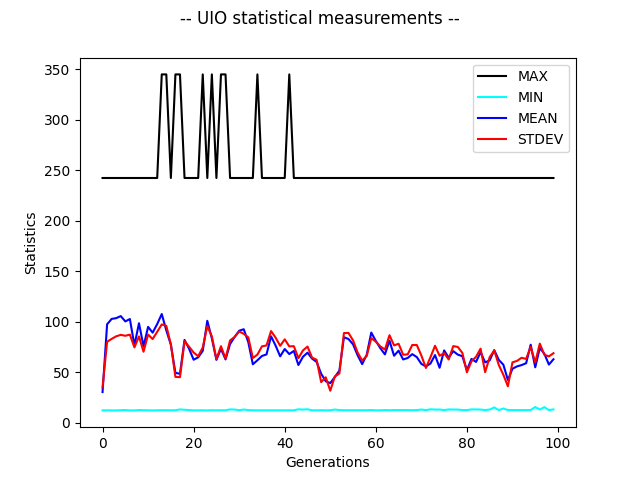 -- UIO statistical measurements --
MAX
MIN
MEAN
STDEV
Statistics
350
300
250
200
150
100
50
0
0 20 40 60 80 100
Generations